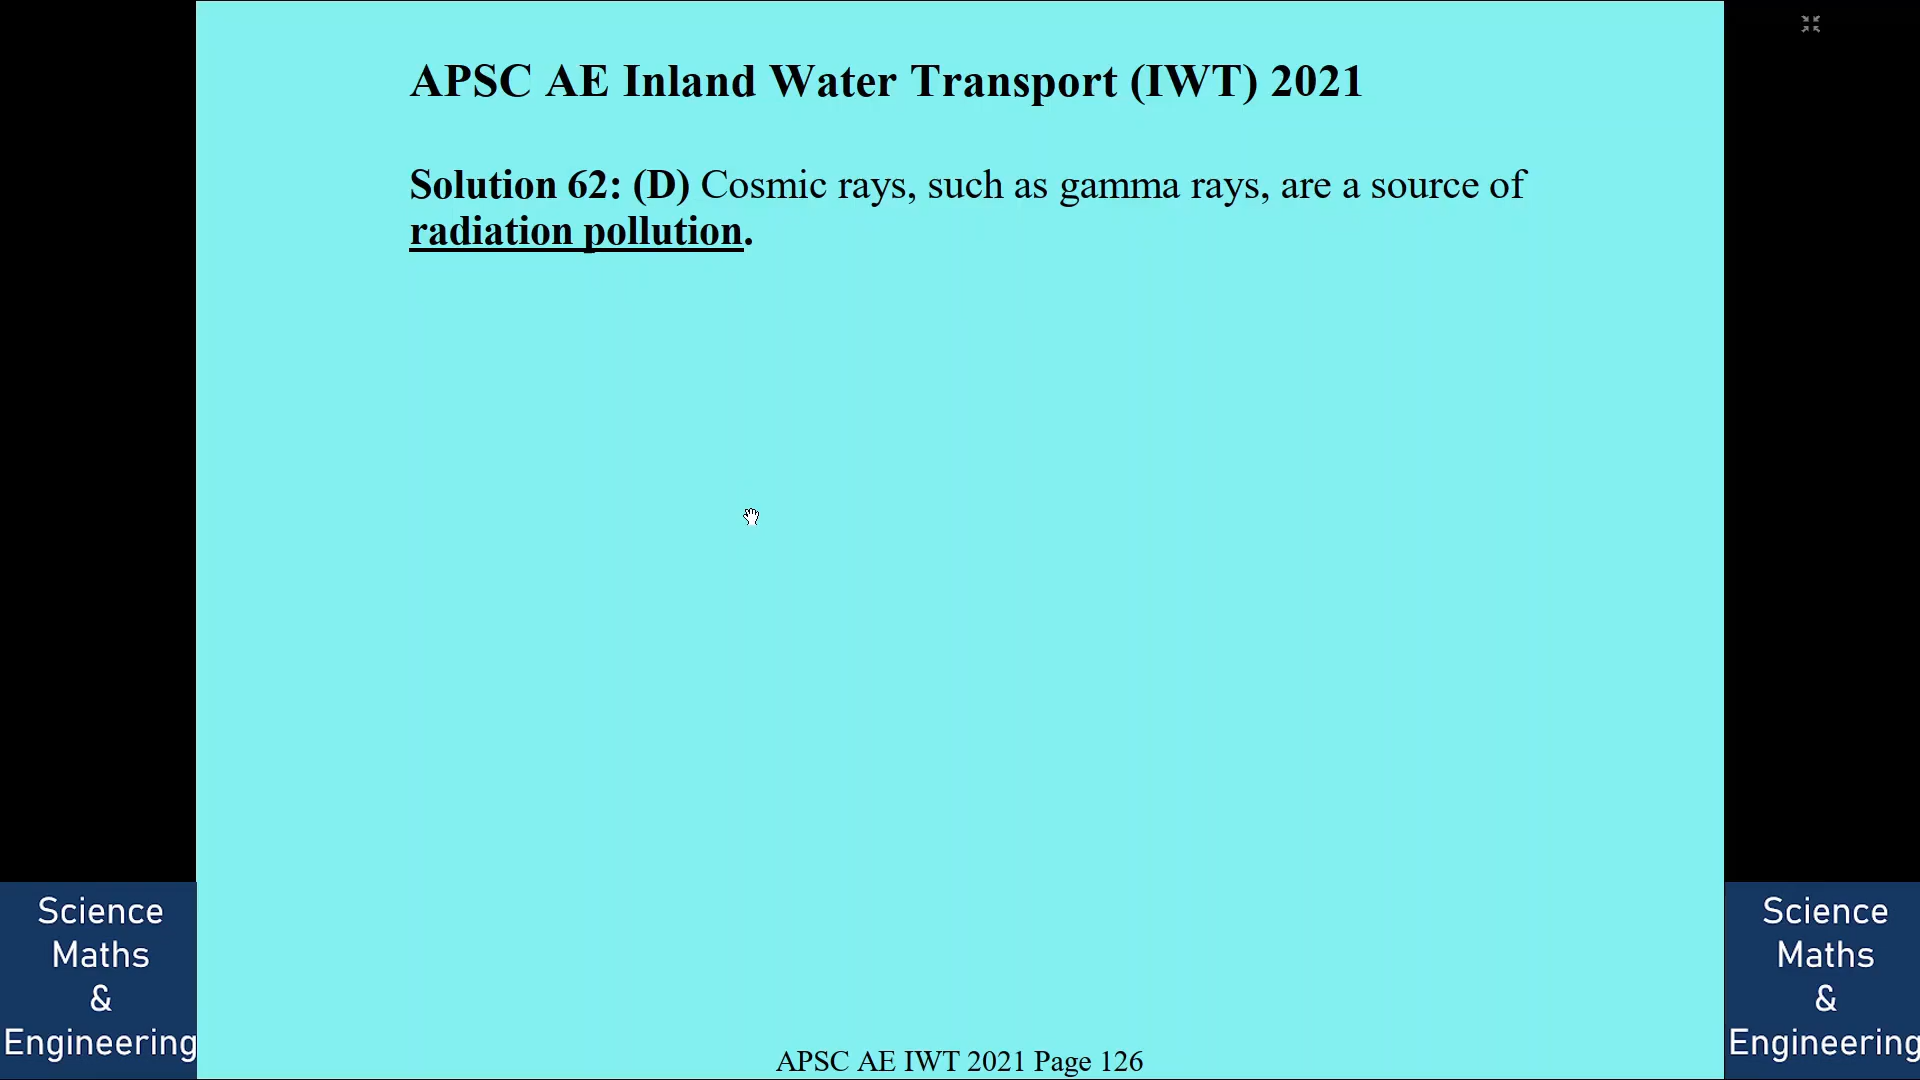 APSC AE Inland Water Transport (IWT) 2021
Solution 62: (D) Cosmic rays, such as gamma rays, are a source of
radiation pollution.
Science
Maths
&
Engineering
Science
Maths
&
Engineering
APSC AE IWT 2021 Page 126